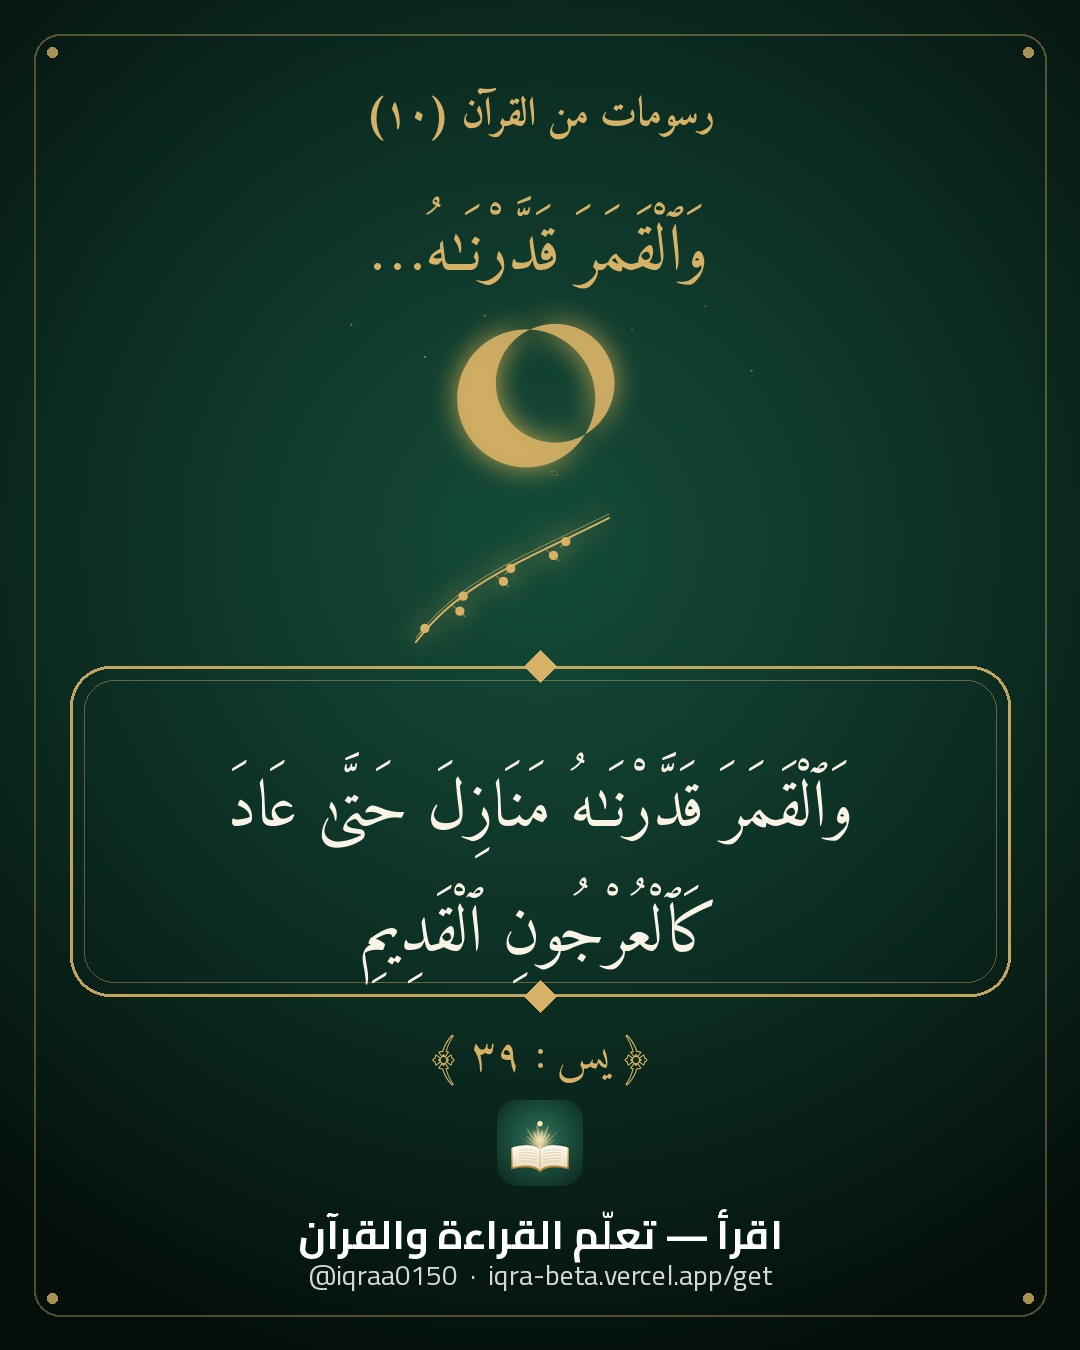 رسومات من القرآن (١٠)
وَٱلْقَمَرَ قَدَّرْنَـٰهُ...
وَٱلْقَمَرَ قَدَّرْنَـٰهُ مَنَازِلَ حَتَّىٰ عَادَ
كَٱلْعُرْجُونِ ٱلْقَدِيمِ
﴿ يس : ٣٩ ﴾
اقرأ — تعلّم القراءة والقرآن
@iqraa0150 · iqra-beta.vercel.app/get